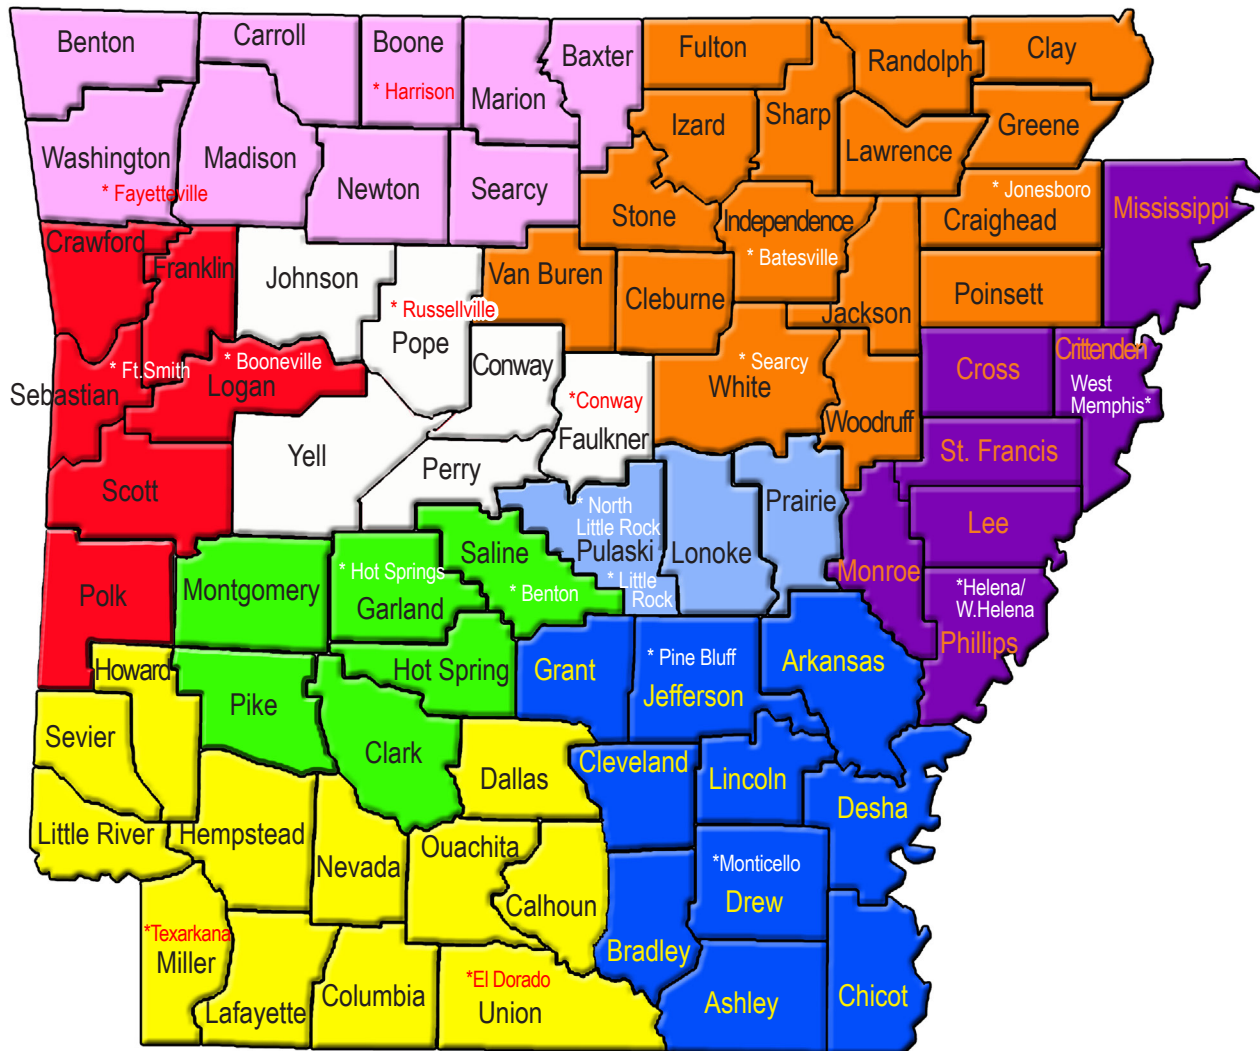 Benton
Carroll
Boone
* Harrison
Marion
Baxter
Fulton
Randolph
Clay
Izard
Sharp
Lawrence
Greene
Washington
* Fayetteville
Madison
Newton
Searcy
Stone
Independence
* Batesville
* Jonesboro
Craighead
Mississippi
Crawford
Franklin
Johnson
* Russellville
Pope
Van Buren
Cleburne
Jackson
Poinsett
Sebastian
* Ft.Smith
* Booneville
Logan
Conway
*Conway
Faulkner
* Searcy
White
Woodruff
Cross
Crittenden
West
Memphis*
St. Francis
Scott
Yell
Perry
* North
Little Rock
Pulaski
* Little
Rock
Lonoke
Prairie
Monroe
Lee
*Helena/
W.Helena
Phillips
Polk
Montgomery
* Hot Springs
Garland
Saline
* Benton
Hot Spring
Grant
* Pine Bluff
Jefferson
Arkansas
Howard
Pike
Clark
Sevier
Dallas
Cleveland
Lincoln
Desha
Little River
Hempstead
Nevada
Ouachita
Calhoun
*Monticello
Drew
Bradley
*Texarkana
Miller
Lafayette
Columbia
*El Dorado
Union
Ashley
Chicot